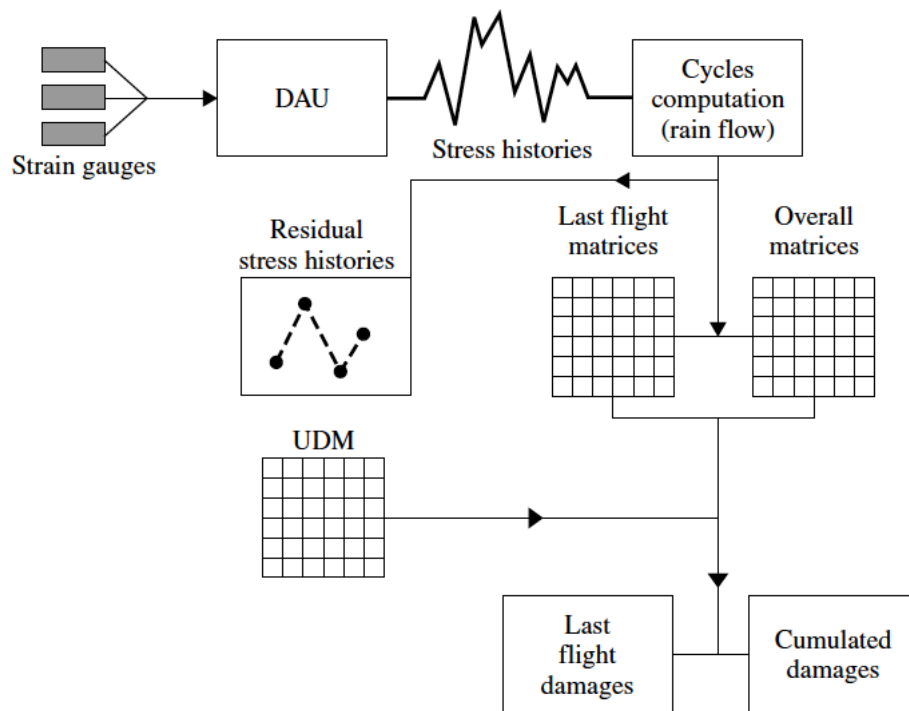 Strain gauges
DAU
Stress histories
Cycles
computation
(rain flow)
Residual
stress histories
Last flight
matrices
Overall
matrices
UDM
Last
flight
damages
Cumulated
damages